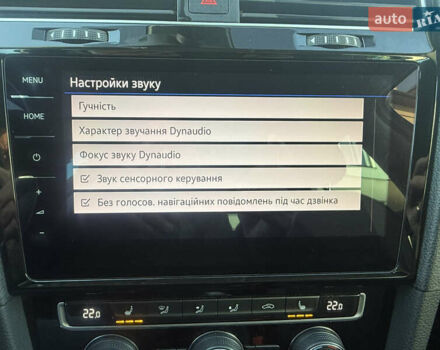 auto RIA
MENU
HOME
Настройки звуку
Гучність
Характер звучання Dynaudio
Фокус звуку Dynaudio
Звук сенсорного керування
Без голосов. навігаційних повідомлень під час дзвінка
22.0
22.0